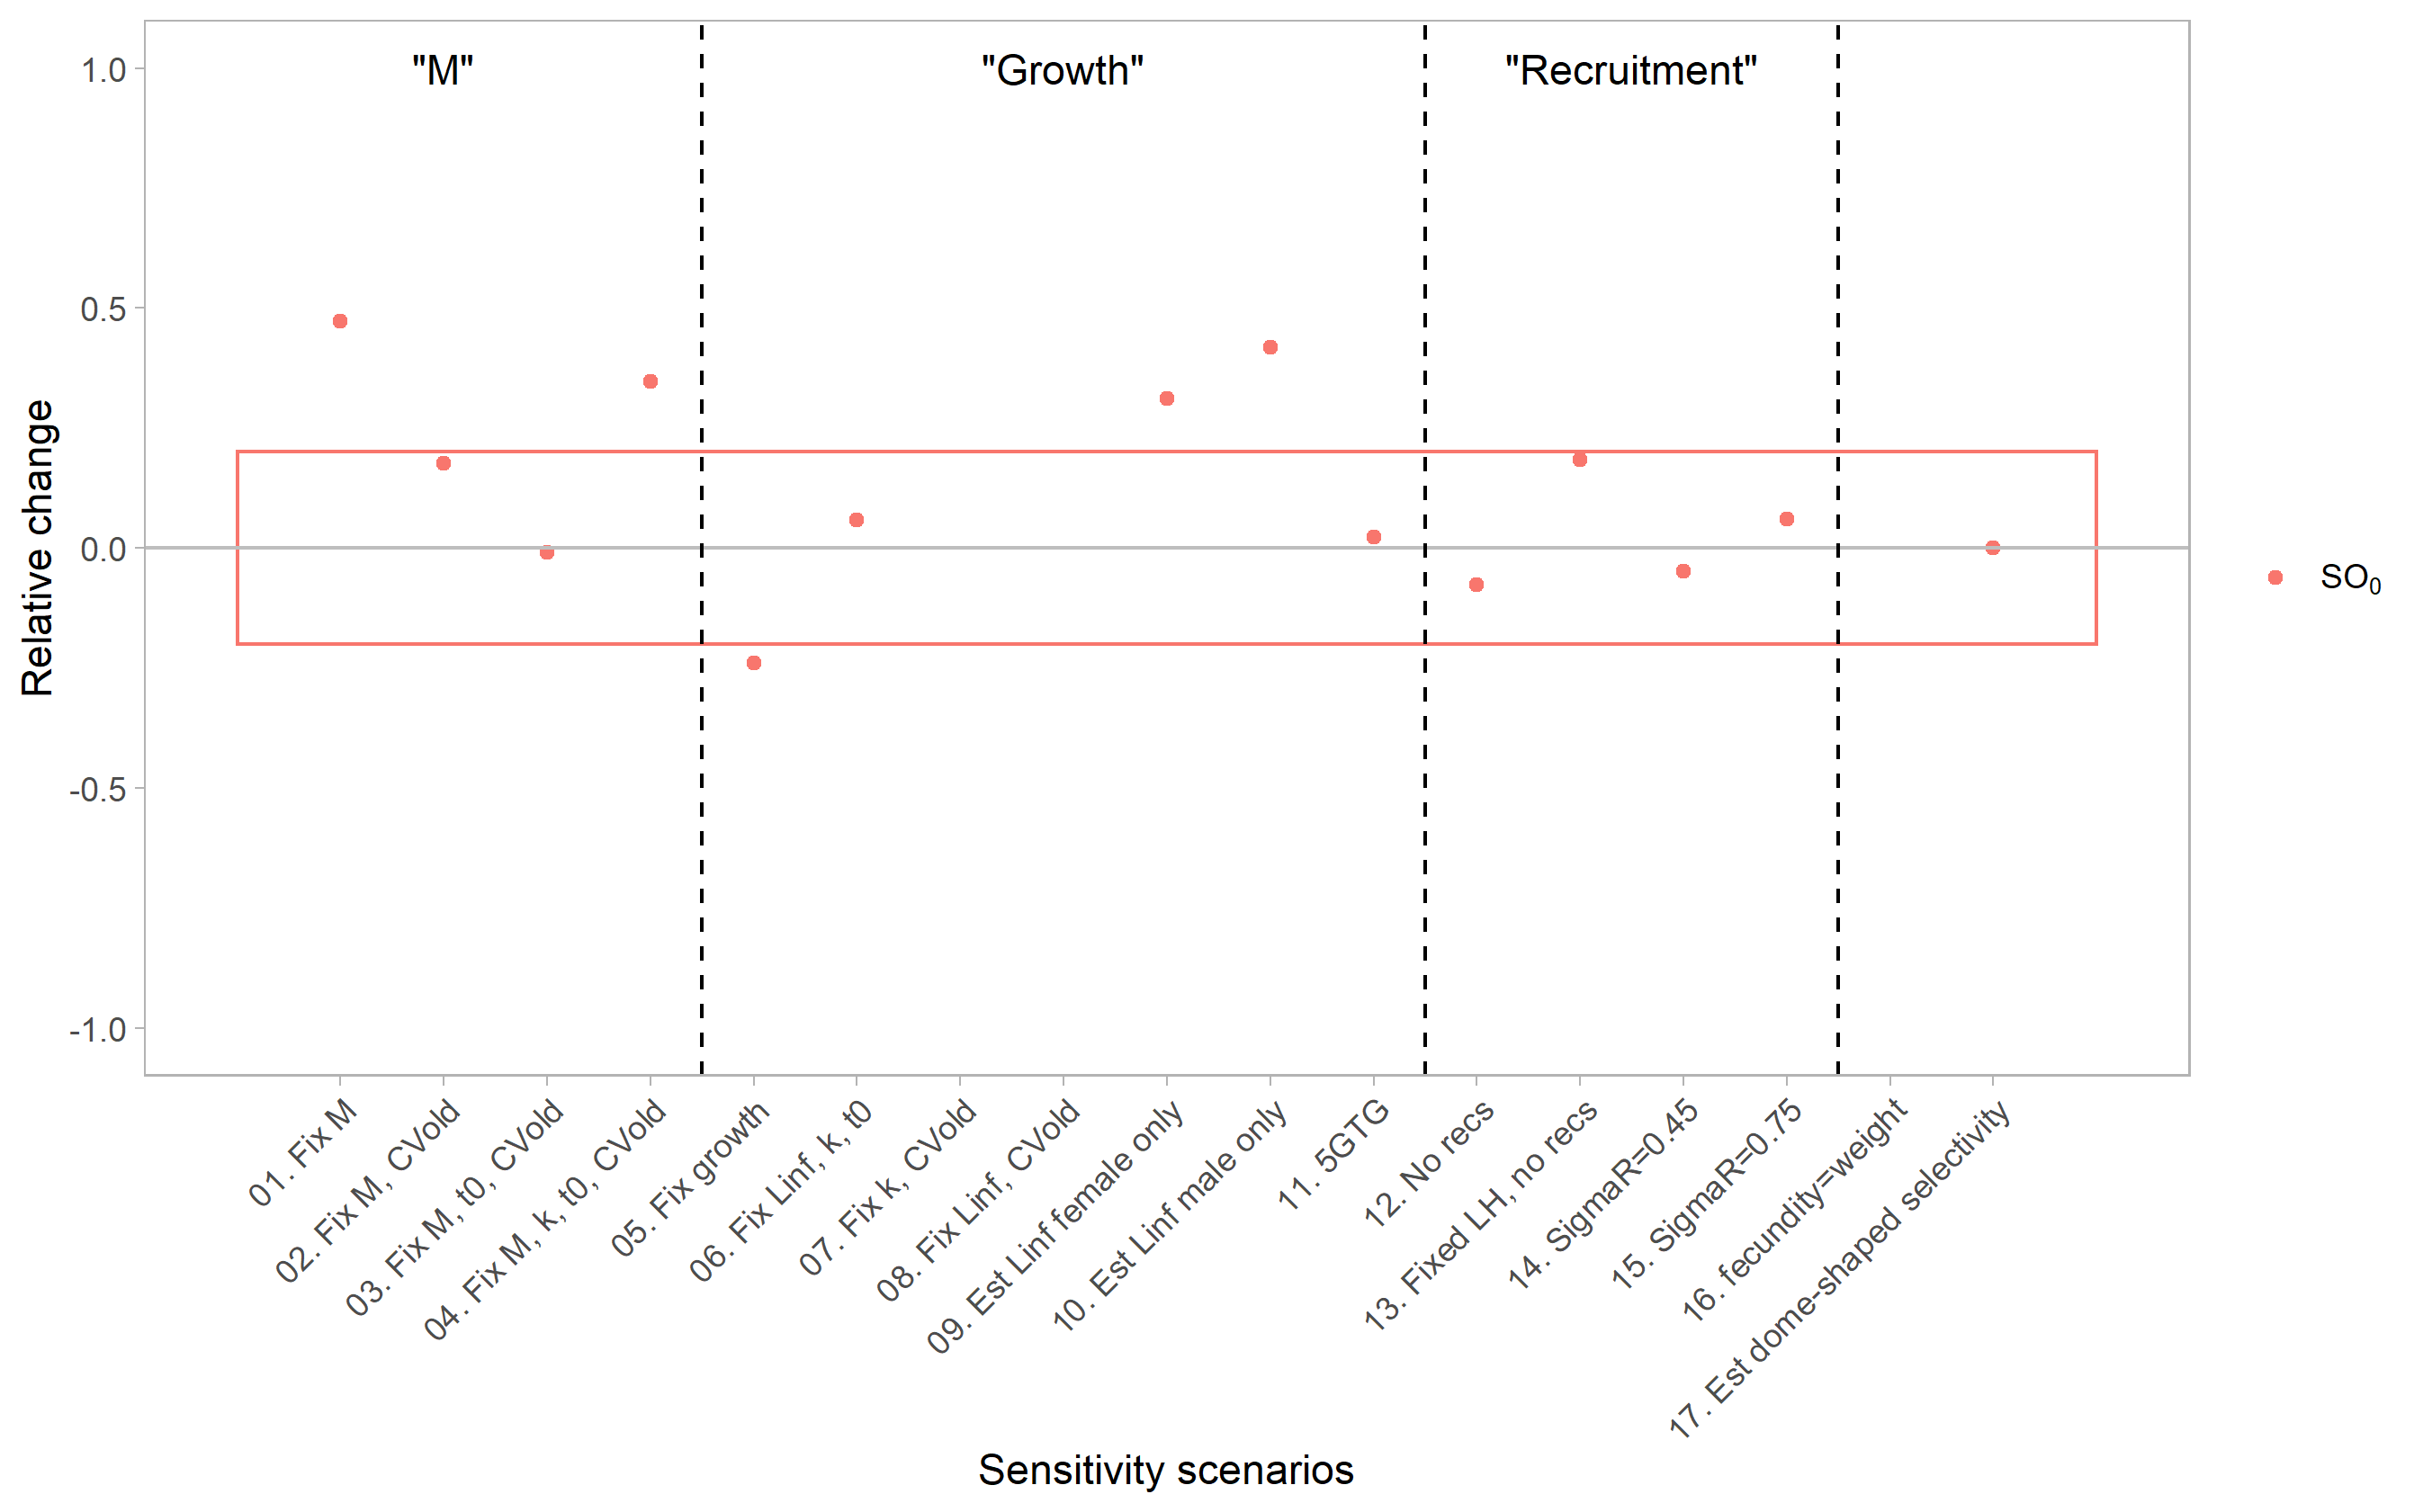 "M"
"Growth"
"Recruitment"
1.0
0.5
0.0
-0.5
-1.0
Relative change
01. Fix M
02. Fix M, CVold
03. Fix M, t0, CVold
04. Fix M, k, t0, CVold
05. Fix growth
06. Fix Linf, k, t0
07. Fix k, CVold
08. Fix Linf, CVold
09. Est Linf female only
10. Est Linf male only
11. 5GTG
12. No recs
13. Fixed LH, no recs
14. SigmaR=0.45
15. SigmaR=0.75
16. fecundity=weight
17. Est dome-shaped selectivity
Sensitivity scenarios
SO₀